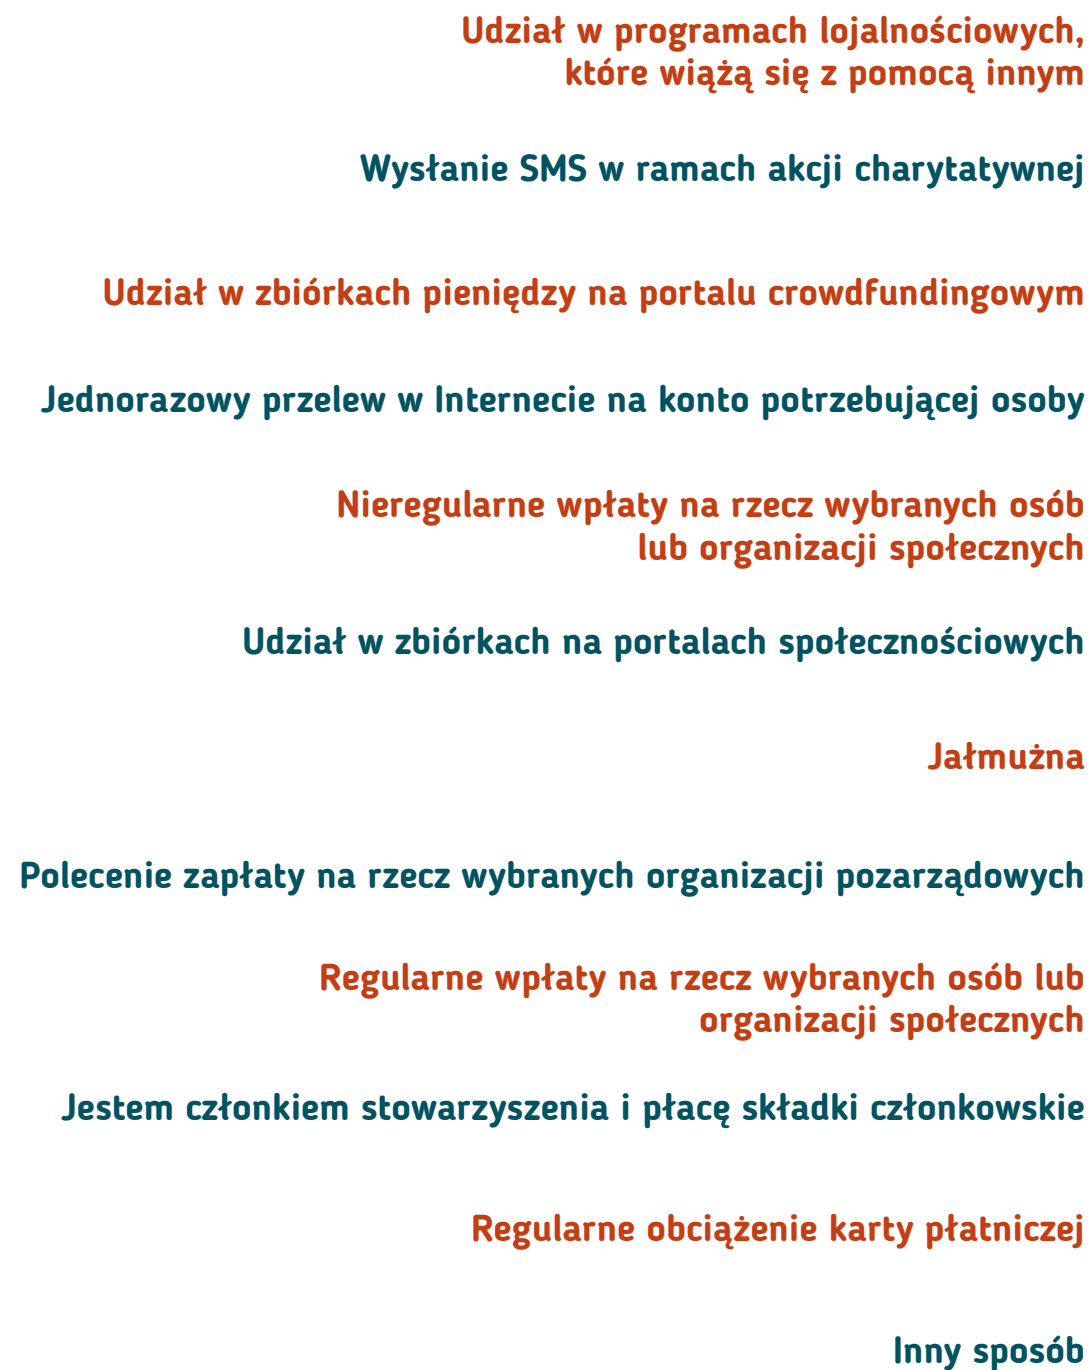 Udział w programach lojalnościowych,
które wiążą się z pomocą innym
Wysłanie SMS w ramach akcji charytatywnej
Udział w zbiórkach pieniędzy na portalu crowdfundingowym
Jednorazowy przelew w Internecie na konto potrzebującej osoby
Nieregularne wpłaty na rzecz wybranych osób
lub organizacji społecznych
Udział w zbiórkach na portalach społecznościowych
Jałmużna
Polecenie zapłaty na rzecz wybranych organizacji pozarządowych
Regularne wpłaty na rzecz wybranych osób lub
organizacji społecznych
Jestem członkiem stowarzyszenia i płacę składki członkowskie
Regularne obciążenie karty płatniczej
Inny sposób